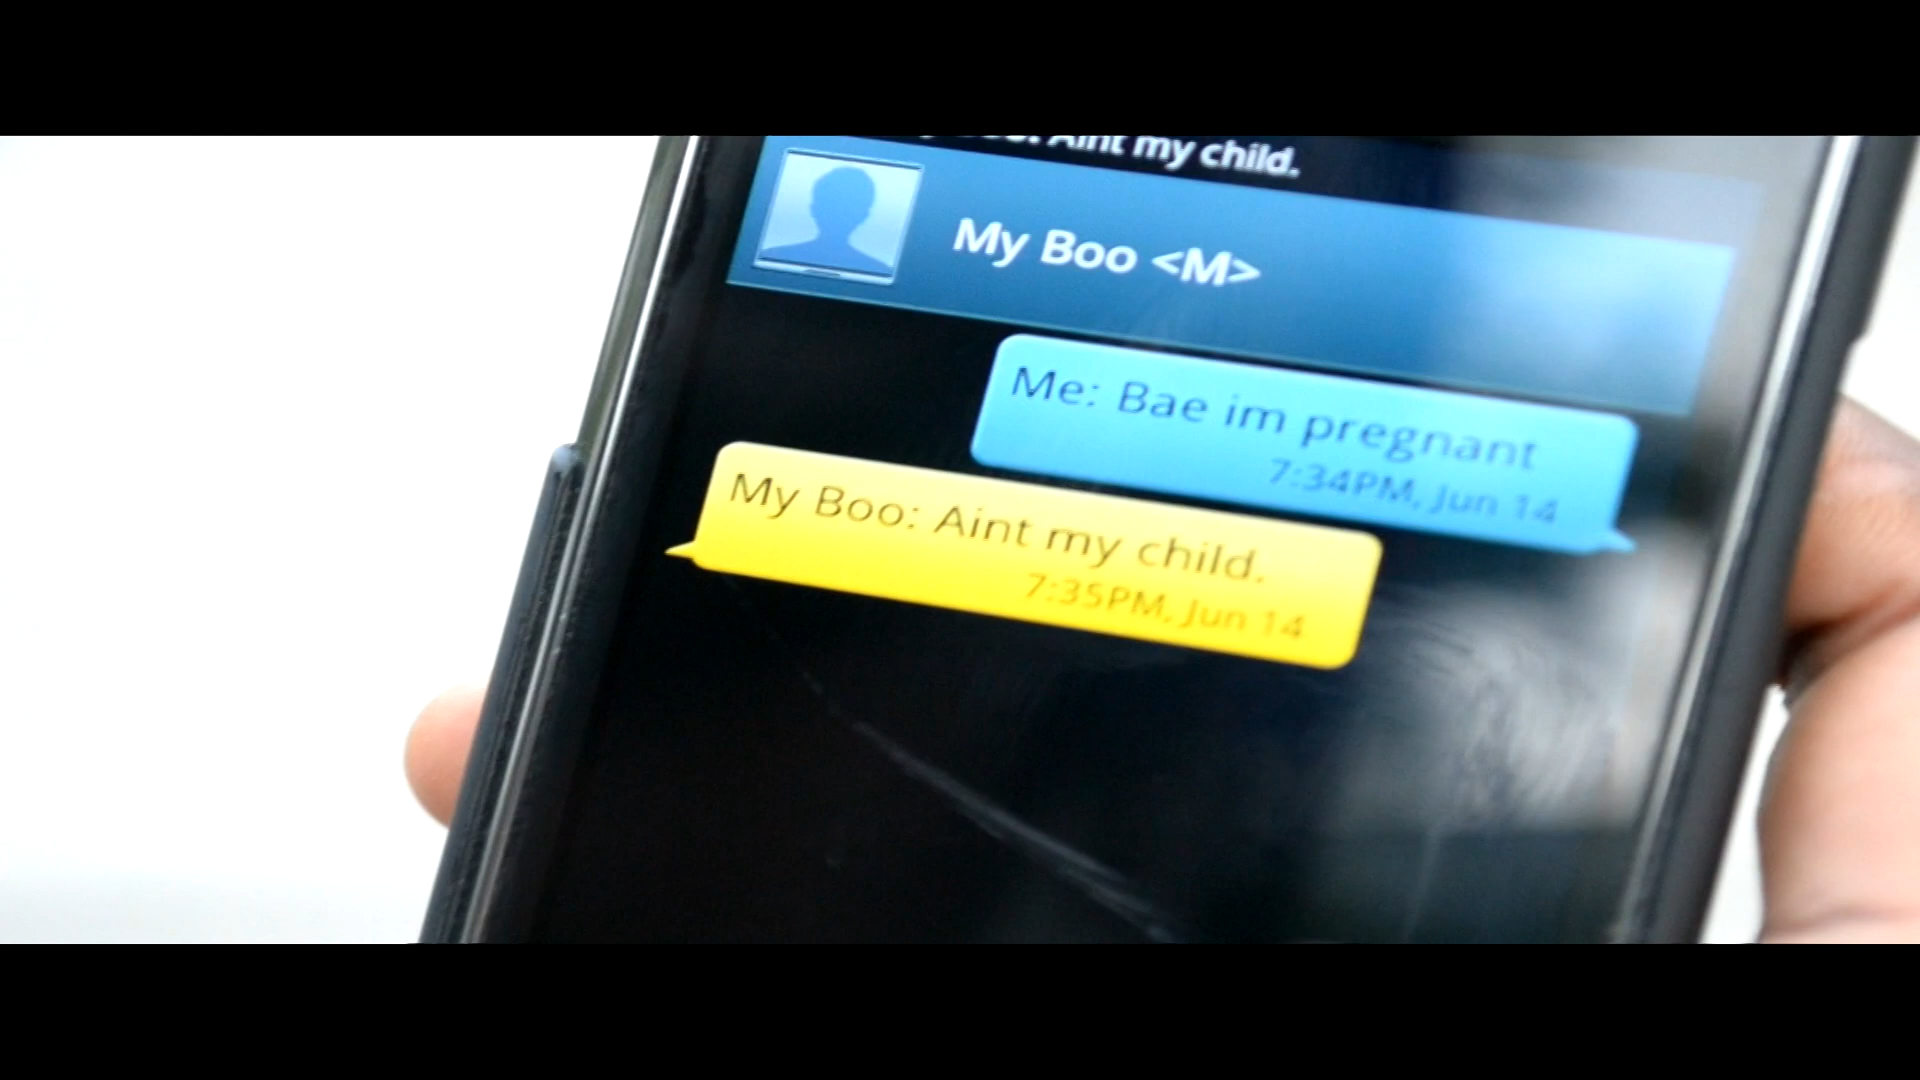 Aint my child.
My Boo <M>
Me: Bae im pregnant
7:34PM, Jun 14
My Boo: Aint my child.
7:35PM, Jun 14